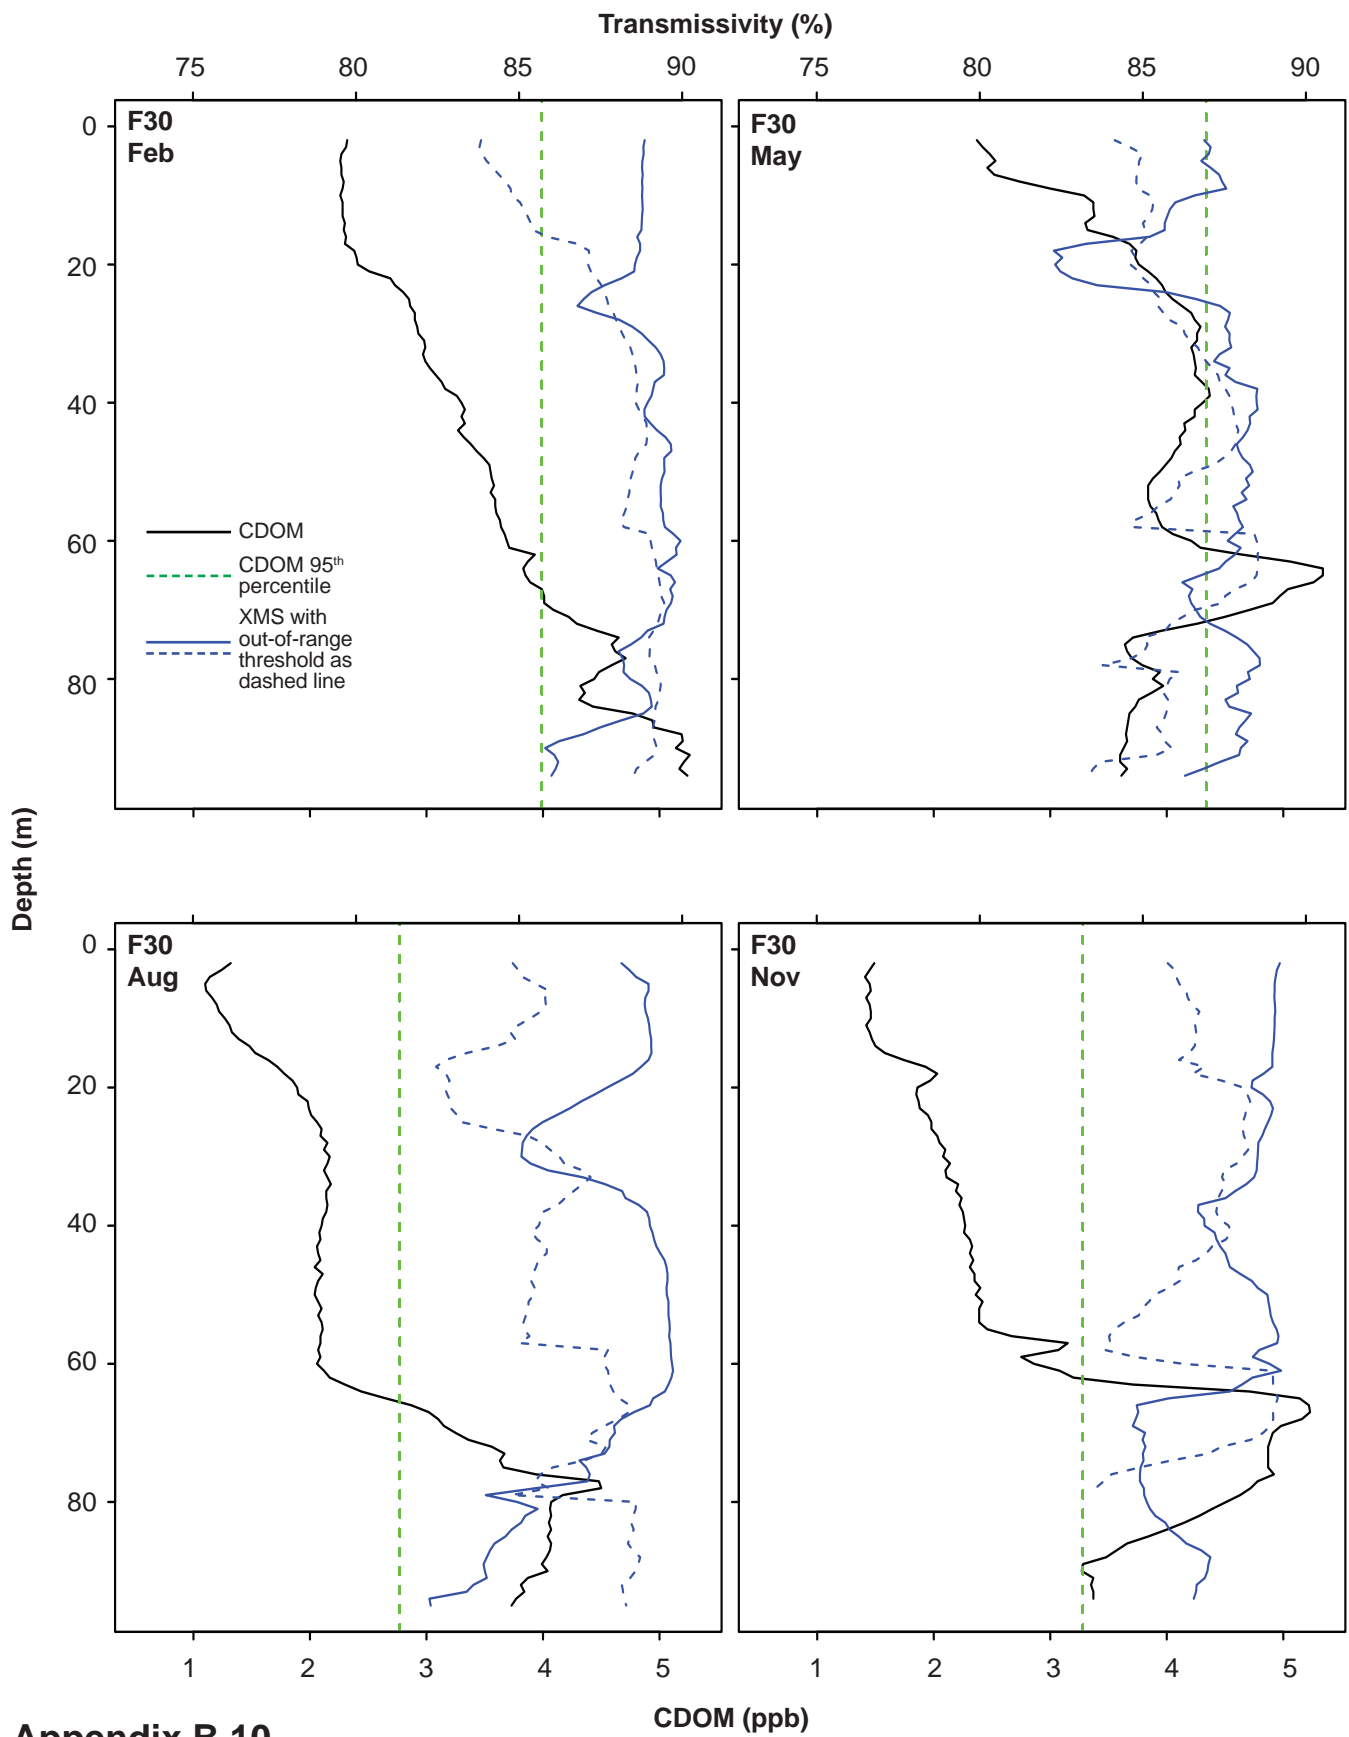 Transmissivity (%)
75 80 85 90 75 80 85 90
F30
Feb
F30
May
0
20
40
60
80
CDOM
CDOM 95th
percentile
XMS with
out-of-range
threshold as
dashed line
Depth (m)
F30
Aug
F30
Nov
0
20
40
60
80
1 2 3 4 5 1 2 3 4 5
CDOM (ppb)
Appendix B.10